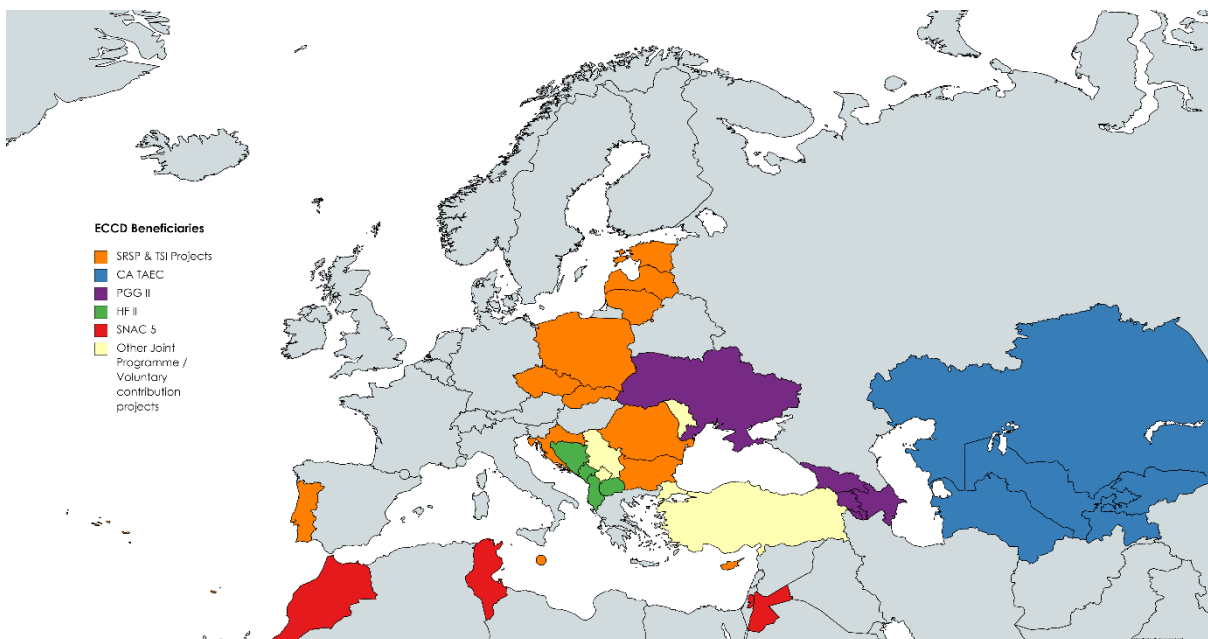 ECCD Beneficiaries
SRSP & TSI Projects
CA TAEC
PGG II
HF II
SNAC 5
Other Joint
Programme /
Voluntary
contribution
projects